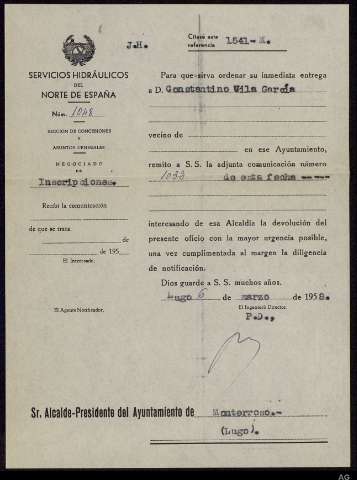 J.H.
Cítese esta
referencia 1541-K.
SERVICIOS HIDRÁULICOS
DEL
NORTE DE ESPAÑA
Núm. 1048
SECCIÓN DE CONCESIONES
Y
ASUNTOS GENERALES
NEGOCIADO
DE
Inscripciones.
Recibí la comunicación
de que se trata
de
de 195
El Interesado.
El Agente Notificador.
Para que sirva ordenar su inmediata entrega
a D. Constantino Vila García
vecino de
en ese Ayuntamiento,
remito a S. S. la adjunta comunicación número
1033 de esta fecha ----
interesando de esa Alcaldía la devolución del
presente oficio con la mayor urgencia posible,
una vez cumplimentada al margen la diligencia
de notificación.
Dios guarde a S. S. muchos años.
Lugo 6 de marzo de 1958.
El Ingeniero Director
P.D.,
Sr. Alcalde-Presidente del Ayuntamiento de Monterroso.-
(Lugo).
AG